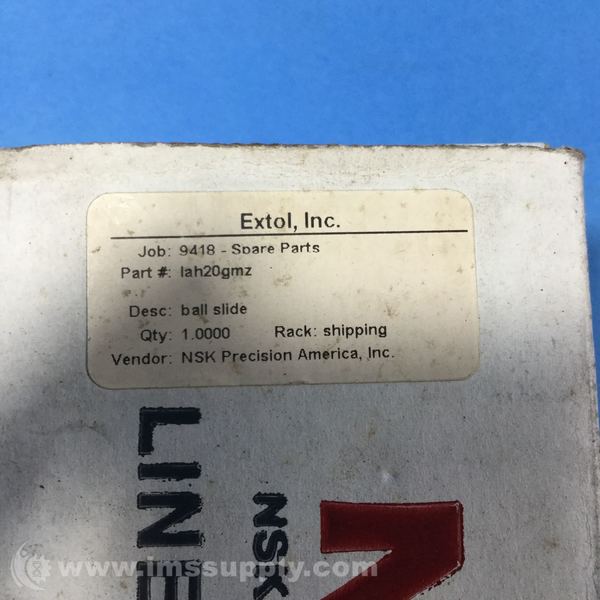 Extol, Inc.
Job: 9418 - Spare Parts
Part #: lah20gmz
Desc: ball slide
Qty: 1.0000 Rack: shipping
Vendor: NSK Precision America, Inc.
LINE
NSK
www.imssupply.com